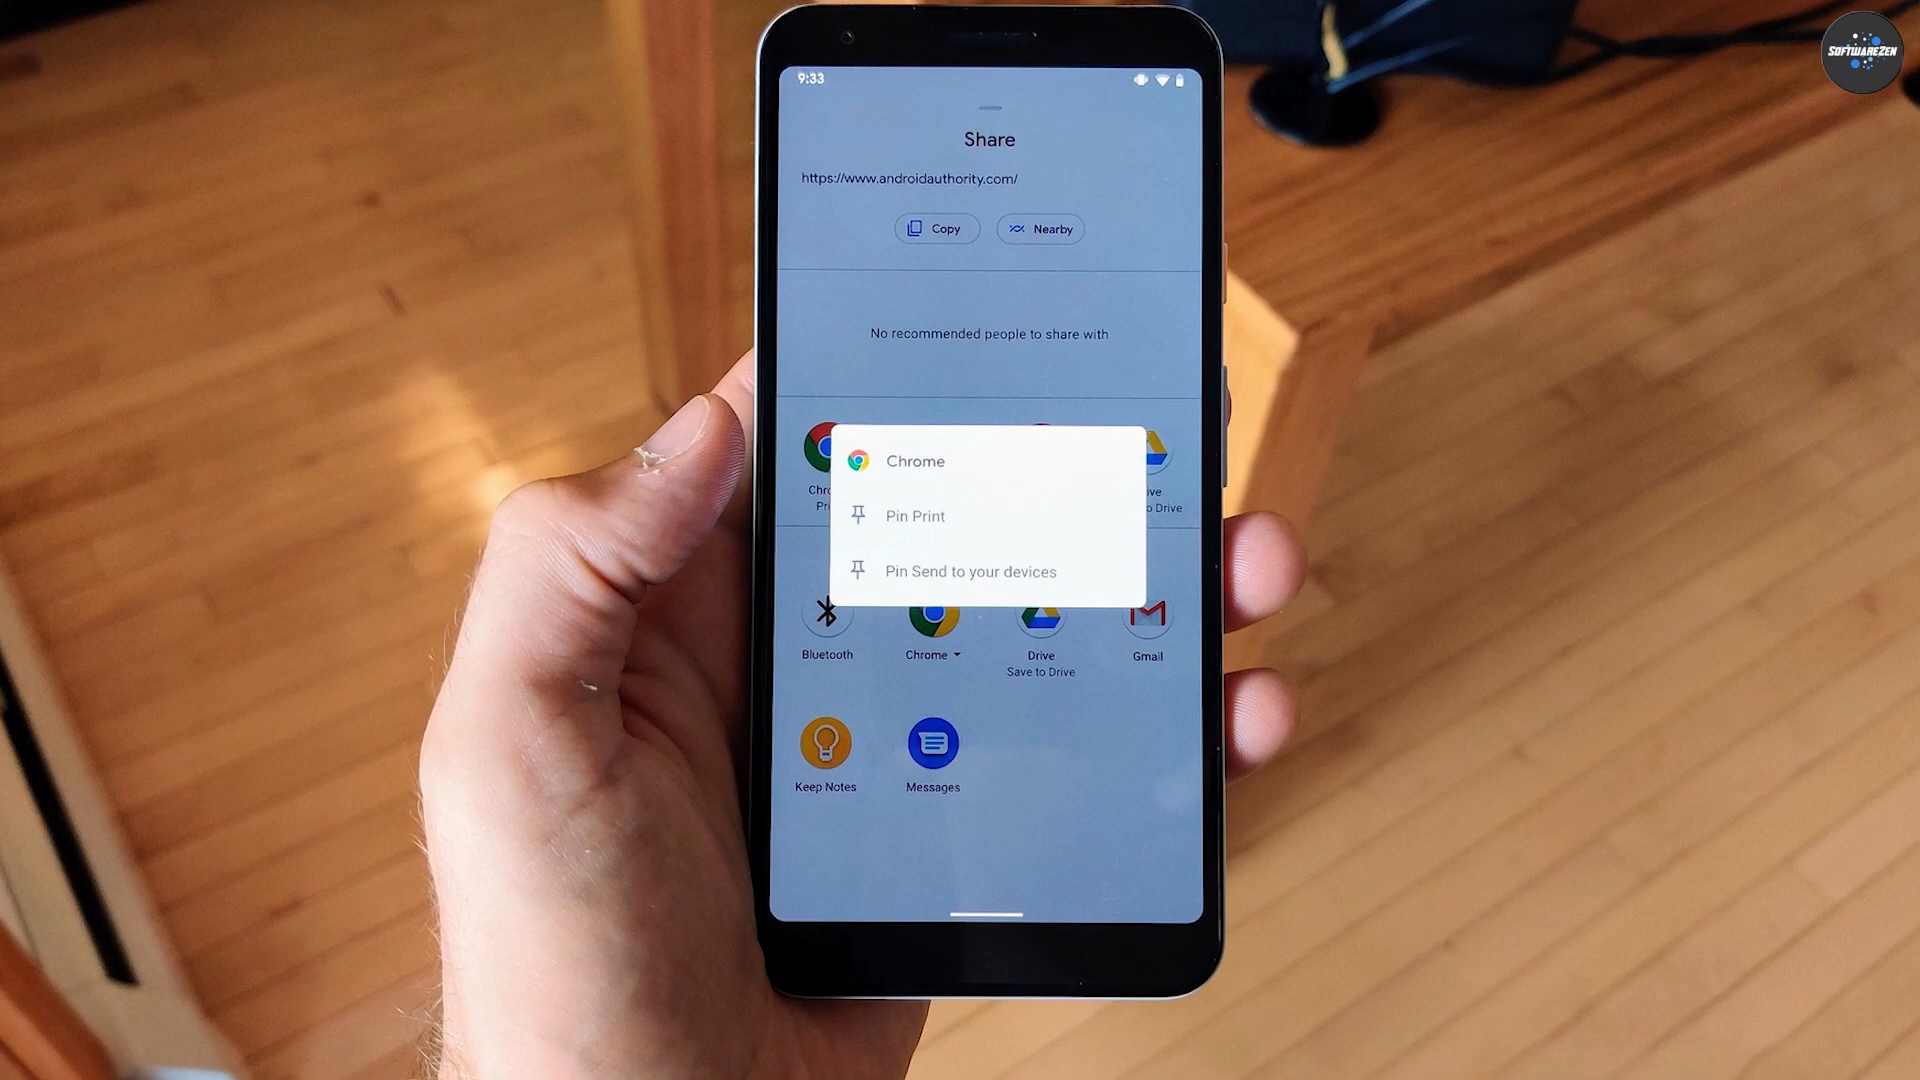 SOFTWAREZEN
9:33
Share
https://www.androidauthority.com/
Copy
Nearby
No recommended people to share with
Chrome
Pin Print
Pin Send to your devices
Bluetooth
Chrome
Drive
Gmail
Save to Drive
Keep Notes
Messages